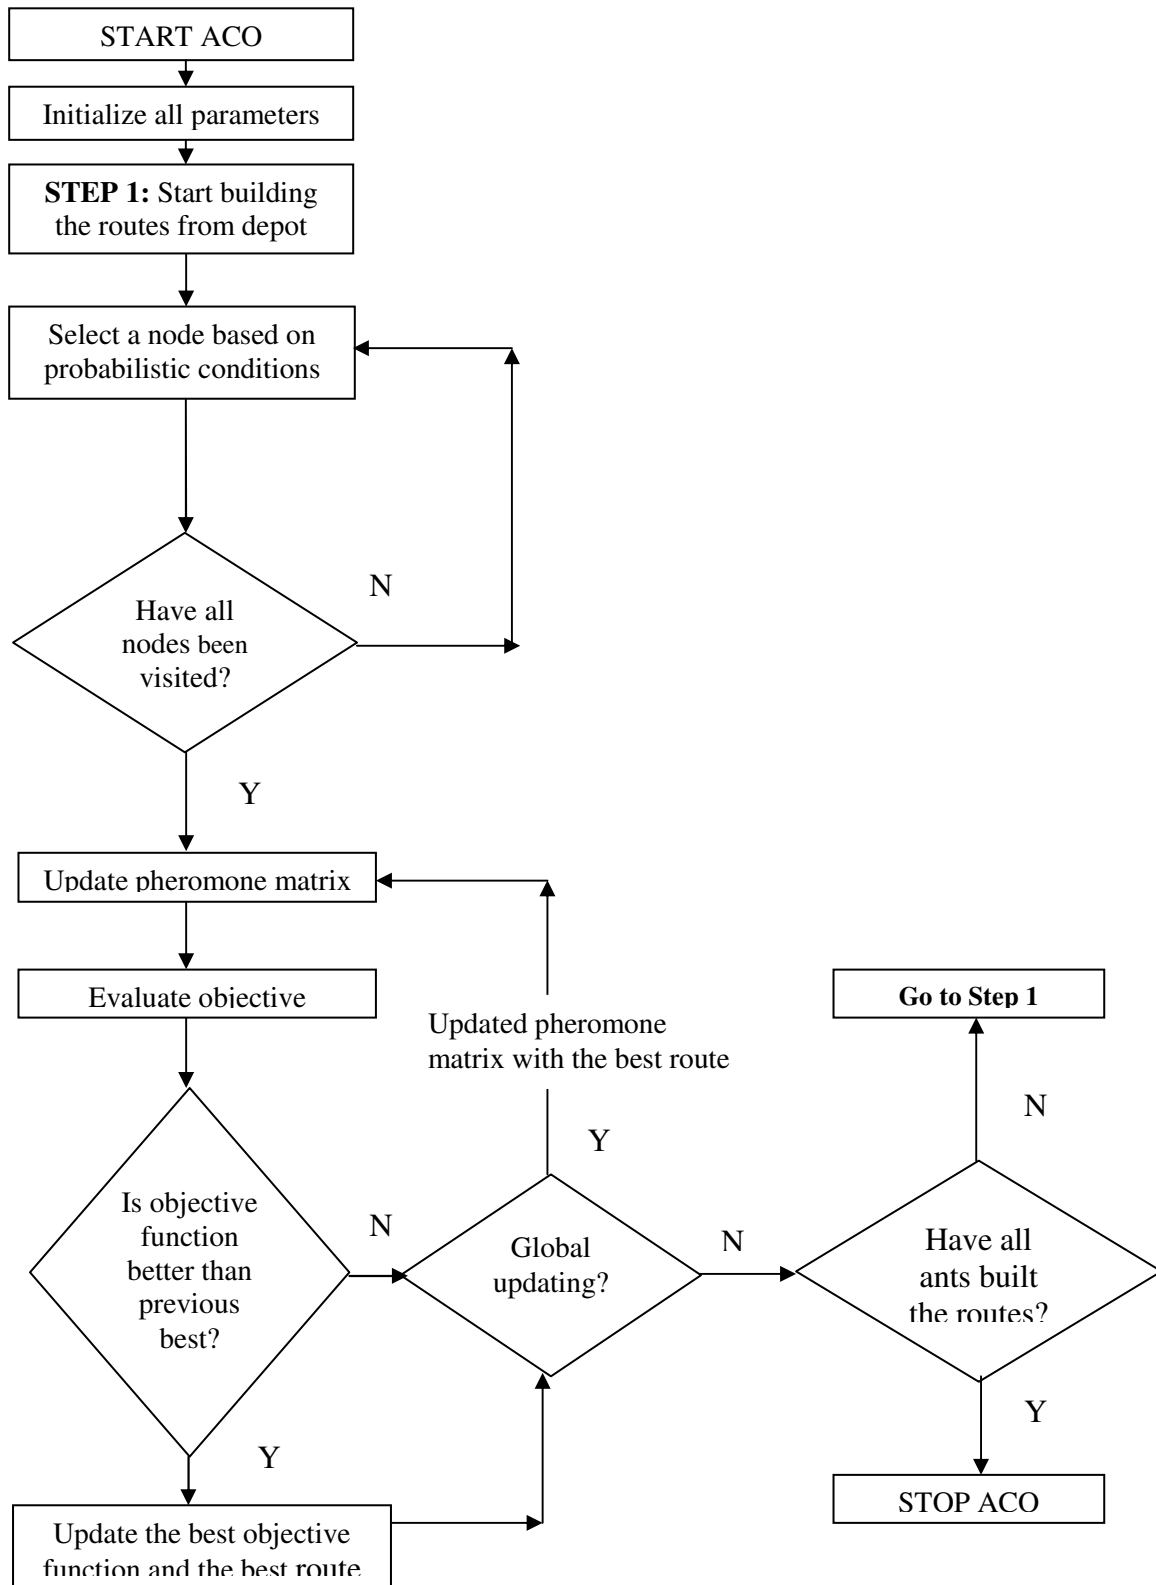 START ACO
Initialize all parameters
STEP 1: Start building
the routes from depot
Select a node based on
probabilistic conditions
N
Have all
nodes been
visited?
Y
Update pheromone matrix
Evaluate objective
Go to Step 1
Updated pheromone
matrix with the best route
N
Y
Is objective
function
better than
previous
best?
N
Global
updating?
N
Have all
ants built
the routes?
Y
Y
STOP ACO
Update the best objective
function and the best route